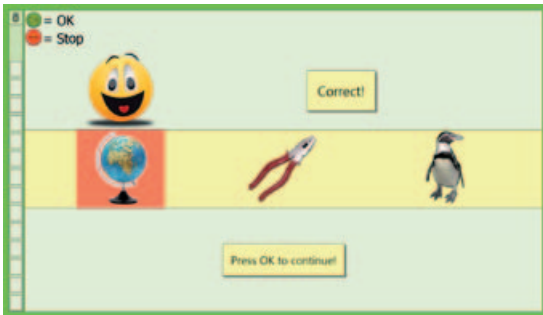 8
= OK
= Stop
Correct!
Press OK to continue!